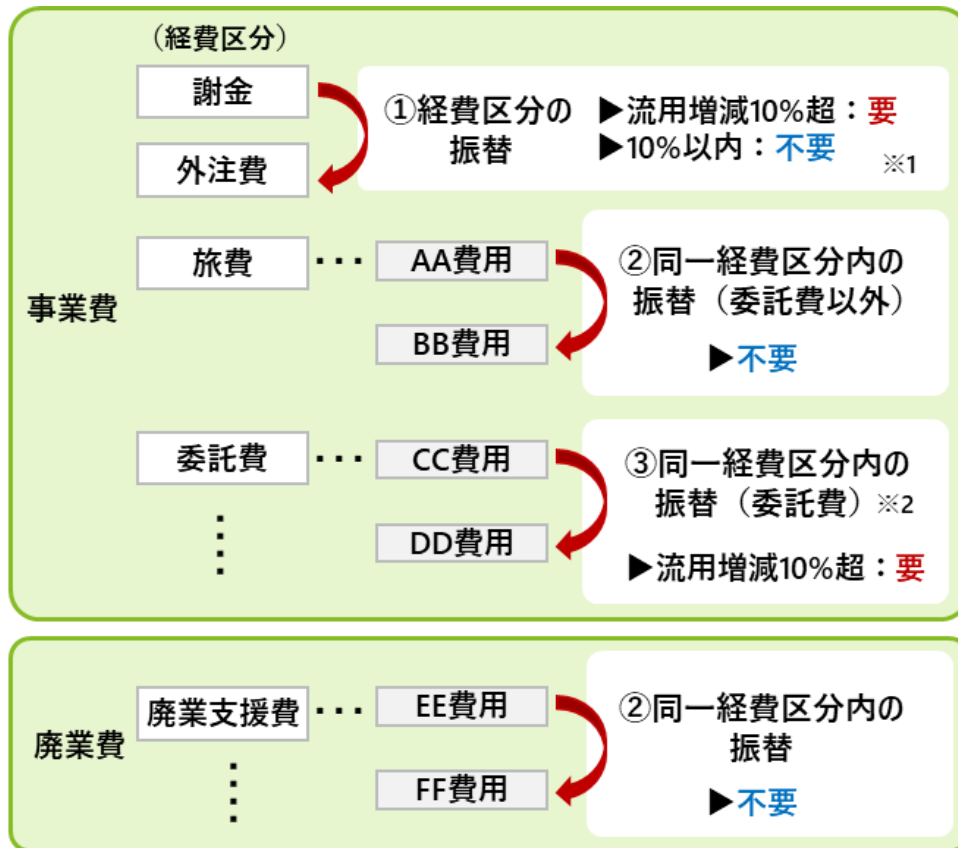 （経費区分）
謝金
①経費区分の
振替
▶流用増減10%超：要
▶10%以内：不要
※1
外注費
事業費
旅費
・・・
AA費用
BB費用
②同一経費区分内の
振替（委託費以外）
▶不要
委託費
・・・
CC費用
DD費用
③同一経費区分内の
振替（委託費）※2
▶流用増減10%超：要
廃業費
廃業支援費
・・・
EE費用
FF費用
②同一経費区分内の
振替
▶不要